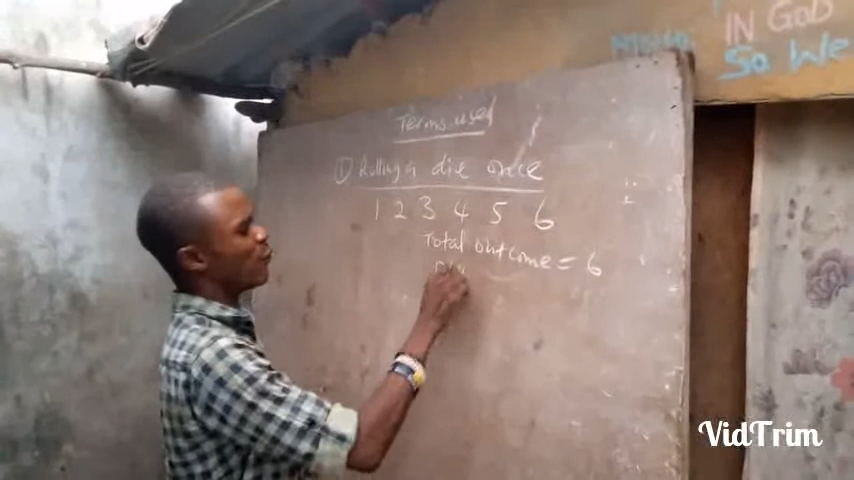 IN GOD
So We
Terms used
① Rolling a die once
1 2 3 4 5 6
Total outcome = 6
VidTrim